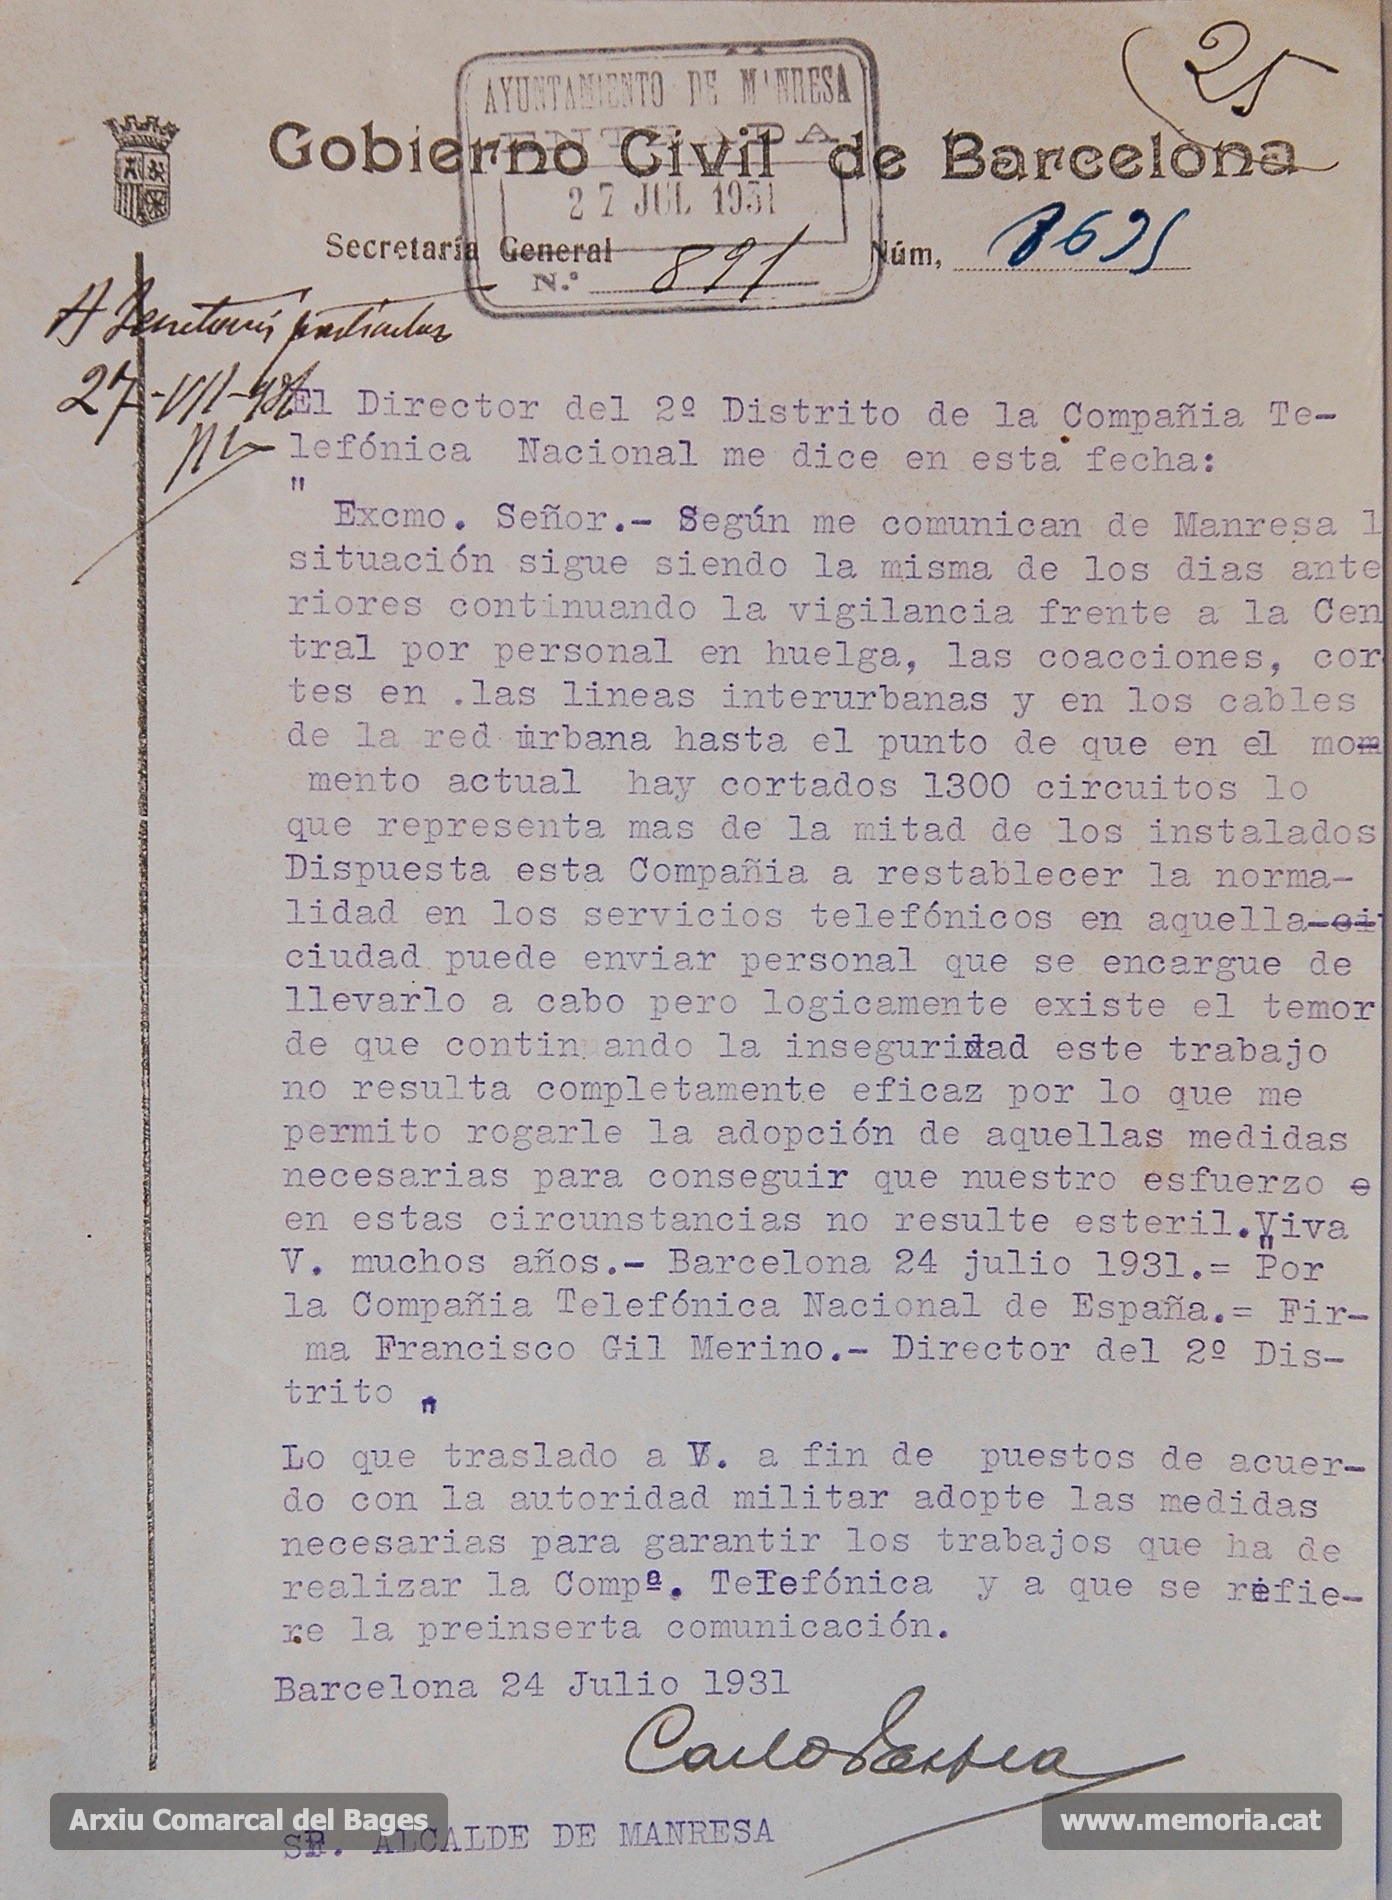 25
AYUNTAMIENTO DE MANRESA
ENTRADA
27 JUL 1931
N.º 891
Gobierno Civil de Barcelona
Secretaría General
Núm, 8695
A Secretaría
27-VII-931
El Director del 2º Distrito de la Compañia Te-
lefónica Nacional me dice en esta fecha:
"
Excmo. Señor.- Según me comunican de Manresa l
situación sigue siendo la misma de los dias ante
riores continuando la vigilancia frente a la Cen
tral por personal en huelga, las coacciones, cor
tes en .las lineas interurbanas y en los cables
de la red urbana hasta el punto de que en el mom
mento actual hay cortados 1300 circuitos lo
que representa mas de la mitad de los instalados
Dispuesta esta Compañia a restablecer la norma-
lidad en los servicios telefónicos en aquella-ci
ciudad puede enviar personal que se encargue de
llevarlo a cabo pero logicamente existe el temor
de que contin ando la inseguridad este trabajo
no resulta completamente eficaz por lo que me
permito rogarle la adopción de aquellas medidas
necesarias para conseguir que nuestro esfuerzo e
en estas circunstancias no resulte esteril.Viva
V. muchos años.- Barcelona 24 julio 1931.= "Por
la Compañia Telefónica Nacional de España.= Fir-
ma Francisco Gil Merino.- Director del 2º Dis-
trito "
Lo que traslado a V. a fin de puestos de acuer-
do con la autoridad militar adopte las medidas
necesarias para garantir los trabajos que ha de
realizar la Compª. Telefónica y a que se refie-
re la preinserta comunicación.
Barcelona 24 Julio 1931
Arxiu Comarcal del Bages
www.memoria.cat
SR. ALCALDE DE MANRESA